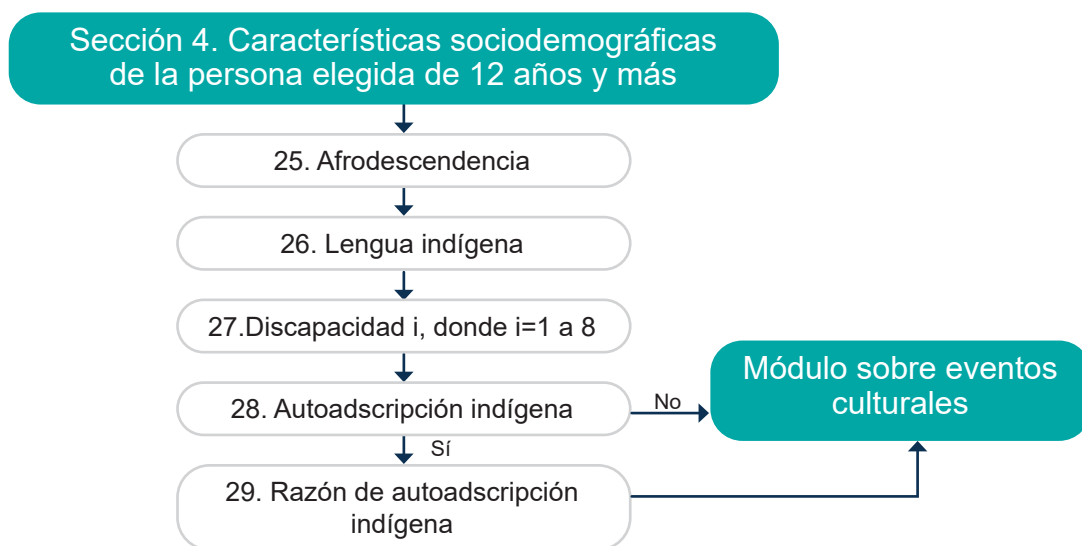 Sección 4. Características sociodemográficas
de la persona elegida de 12 años y más
25. Afrodescendencia
26. Lengua indígena
27.Discapacidad i, donde i=1 a 8
28. Autoadscripción indígena
No
Módulo sobre eventos
culturales
Sí
29. Razón de autoadscripción
indígena